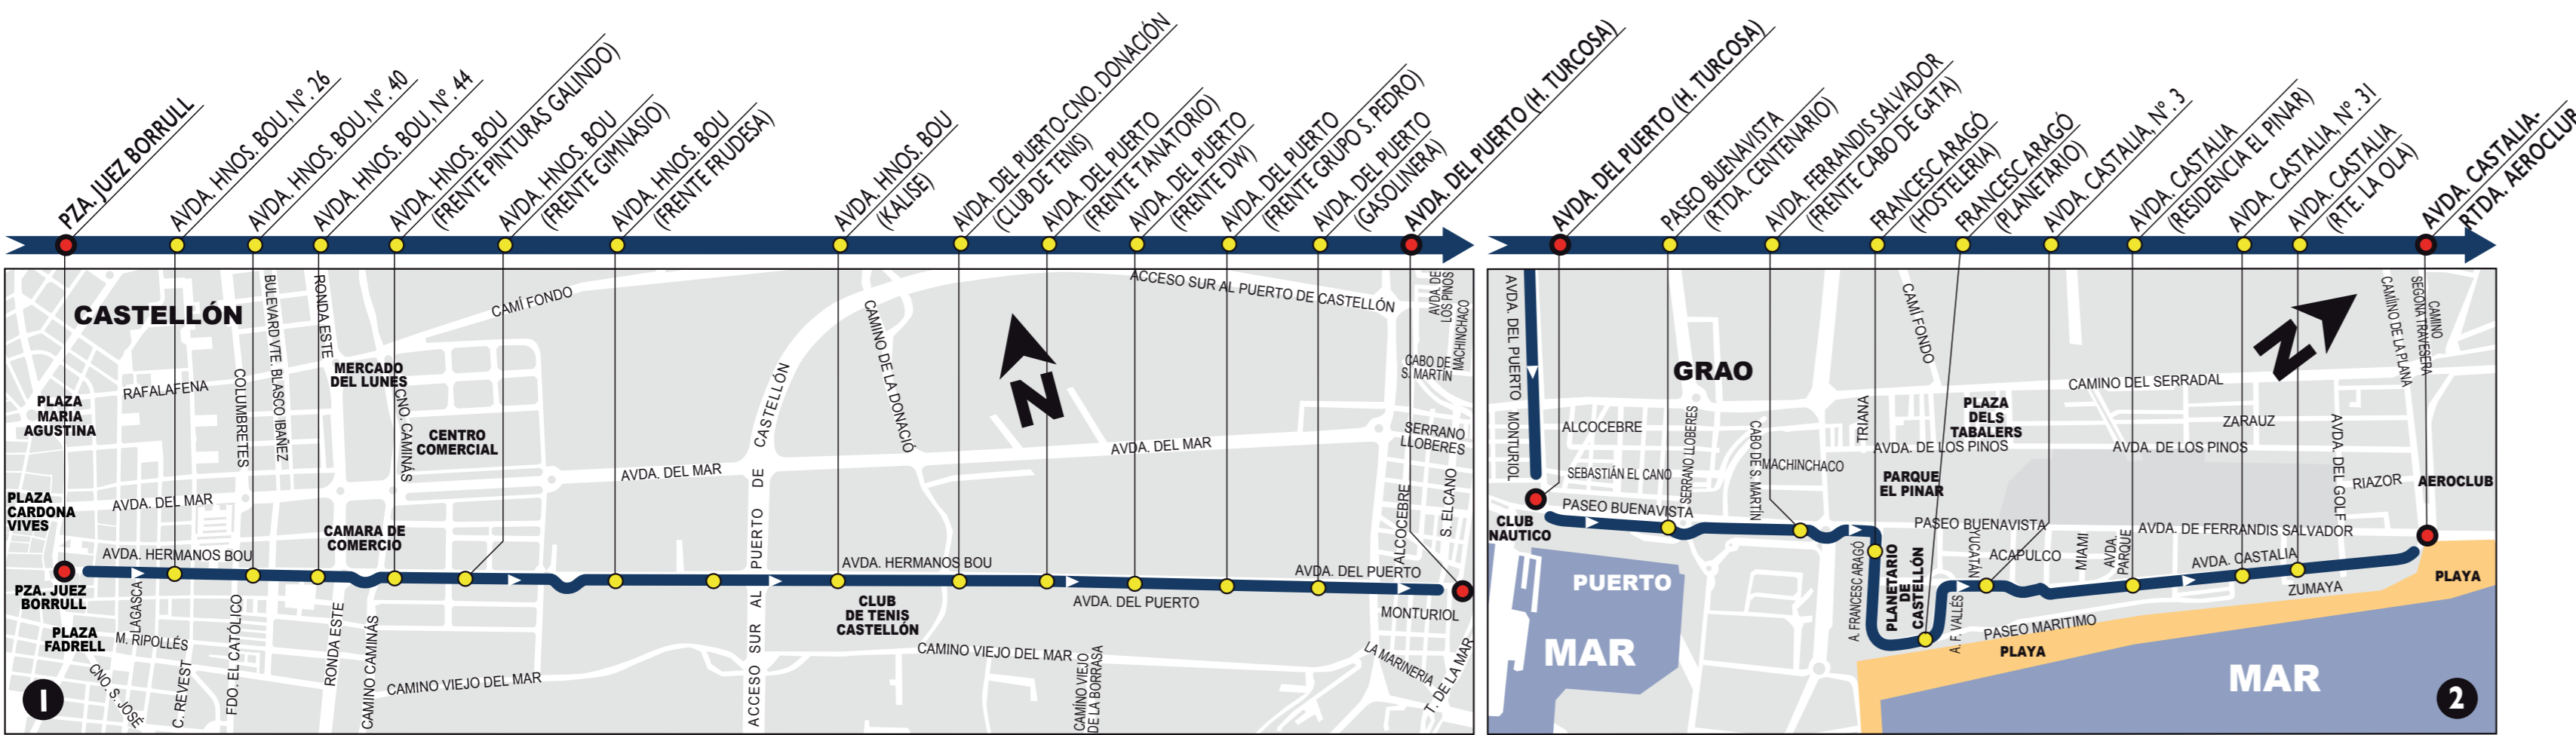 PZA. JUEZ BORRULL
AVDA. HNOS. BOU, Nº. 26
AVDA. HNOS. BOU, Nº. 40
AVDA. HNOS. BOU, Nº. 44
AVDA. HNOS. BOU
(FRENTE PINTURAS GALINDO)
AVDA. HNOS. BOU
(FRENTE GIMNASIO)
AVDA. HNOS. BOU
(FRENTE FRUDESA)
AVDA. HNOS. BOU
(KALISE)
AVDA. DEL PUERTO-CNO. DONACIÓN
(CLUB DE TENIS)
AVDA. DEL PUERTO
(FRENTE TANATORIO)
AVDA. DEL PUERTO
(FRENTE DW)
AVDA. DEL PUERTO
(FRENTE GRUPO S. PEDRO)
AVDA. DEL PUERTO
(GASOLINERA)
AVDA. DEL PUERTO (H. TURCOSA)
AVDA. DEL PUERTO (H. TURCOSA)
PASEO BUENAVISTA
(RTDA. CENTENARIO)
AVDA. FERRANDIS SALVADOR
(FRENTE CABO DE GATA)
FRANCESC ARAGÓ
(HOSTELERIA)
FRANCESC ARAGÓ
(PLANETARIO)
AVDA. CASTALIA, Nº. 3
AVDA. CASTALIA
(RESIDENCIA EL PINAR)
AVDA. CASTALIA, Nº. 31
AVDA. CASTALIA
(RTE. LA OLA)
AVDA. CASTALIA-
RTDA. AEROCLUB
CASTELLÓN
BULEVARD VTE. BLASCO IBAÑEZ
RONDA ESTE
CAMÍ FONDO
ACCESO SUR AL PUERTO DE CASTELLÓN
AVDA. DE
LOS PINOS
MACHINCHACO
CAMINO DE LA DONACIÓ
N
MERCADO
DEL LUNES
CABO DE
S. MARTÍN
RAFALAFENA
COLUMBRETES
CNO. CAMINÁS
PLAZA
MARIA
AGUSTINA
CENTRO
COMERCIAL
SERRANO
LLOBERES
AVDA. DEL MAR
AVDA. DEL MAR
AVDA. DEL MAR
PLAZA
CARDONA
VIVES
CAMARA DE
COMERCIO
ALCOCEBRE
S. ELCANO
AVDA. HERMANOS BOU
AVDA. HERMANOS BOU
AVDA. DEL PUERTO
PZA. JUEZ
BORRULL
LAGASCA
CLUB
DE TENIS
CASTELLÓN
AVDA. DEL PUERTO
MONTURIOL
PLAZA
FADRELL
M. RIPOLLÉS
FDO. EL CATÓLICO
RONDA ESTE
CAMINO CAMINÁS
ACCESO SUR AL PUERTO DE CASTELLÓN
CAMINO VIEJO DEL MAR
CAMINO VIEJO DEL MAR
CAMÍNO VIEJO
DE LA BORRASA
LA MARINERIA
T. DE LA MAR
CNO. S. JOSÉ
C. REVEST
1
AVDA. DEL PUERTO
MONTURIOL
GRAO
CAMÍ FONDO
N
CAMÍINO DE LA PLANA
CAMINO
SEGONA TRAVESERA
CAMINO DEL SERRADAL
ALCOCEBRE
TRIANA
PLAZA
DELS
TABALERS
ZARAUZ
AVDA. DEL GOLF
SERRANO LLOBERES
CABO DE S. MARTÍN
AVDA. DE LOS PINOS
AVDA. DE LOS PINOS
SEBASTIÁN EL CANO
MACHINCHACO
PARQUE
EL PINAR
RIAZOR
AEROCLUB
PASEO BUENAVISTA
PASEO BUENAVISTA
AVDA. DE FERRANDIS SALVADOR
CLUB
NAUTICO
YUCATAN
ACAPULCO
MIAMI
AVDA.
PARQUE
AVDA. CASTALIA
ZUMAYA
PLAYA
PUERTO
A. FRANCESC ARAGÓ
PLANETARIO
DE
CASTELLÓN
A. F. VALLÉS
PASEO MARITIMO
PLAYA
MAR
MAR
2